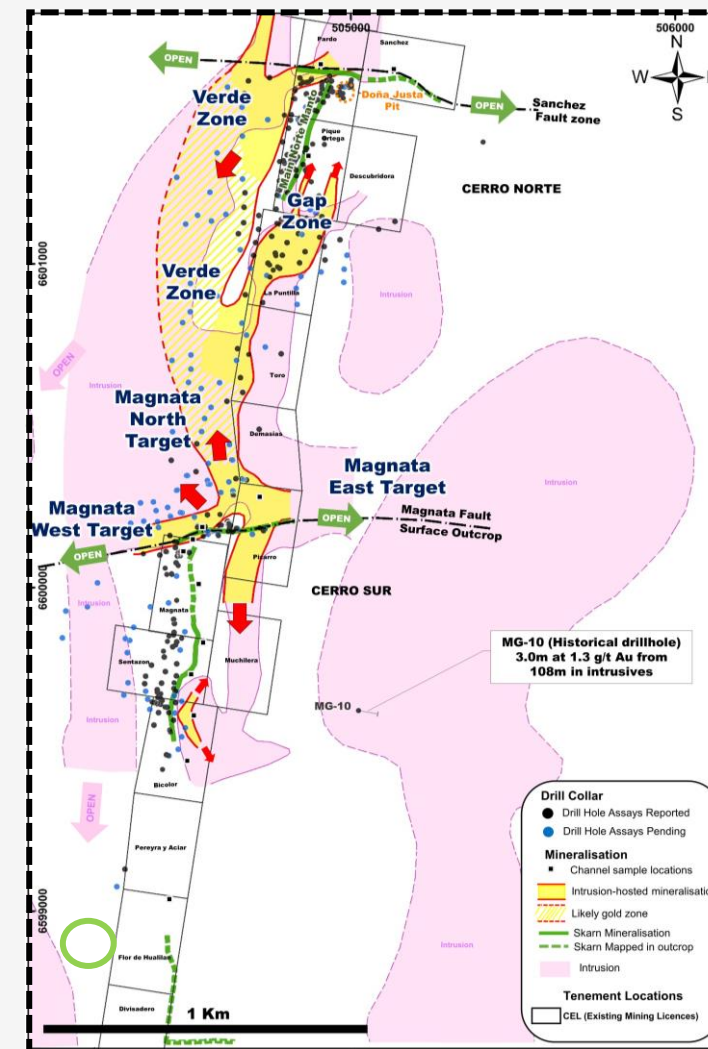 505000
506000
N
W
E
S
Pardo
Sanchez
OPEN
OPEN
Sanchez
Fault zone
Doña Justa
Pit
Verde
Zone
Main Norte Manto
Pique
Ortega
Descubridora
CERRO NORTE
Gap
Zone
6601000
Verde
Zone
La Puntilla
Intrusion
OPEN
Intrusion
Toro
Magnata
North
Target
Demasias
Magnata
East Target
Magnata
West Target
OPEN
Magnata Fault
Surface Outcrop
OPEN
Pizarro
Intrusion
6600000
Intrusion
CERRO SUR
Magnata
Muchilera
Sentazon
MG-10 (Historical drillhole)
3.0m at 1.3 g/t Au from
108m in intrusives
MG-10
Intrusion
Bicolor
OPEN
Pereyra y Aciar
6599000
Flor de Hualilan
Intrusion
Divisadero
1 Km
Drill Collar
Drill Hole Assays Reported
Drill Hole Assays Pending
Mineralisation
Channel sample locations
Intrusion-hosted mineralisation
Likely gold zone
Skarn Mineralisation
Skarn Mapped in outcrop
Intrusion
Tenement Locations
CEL (Existing Mining Licences)